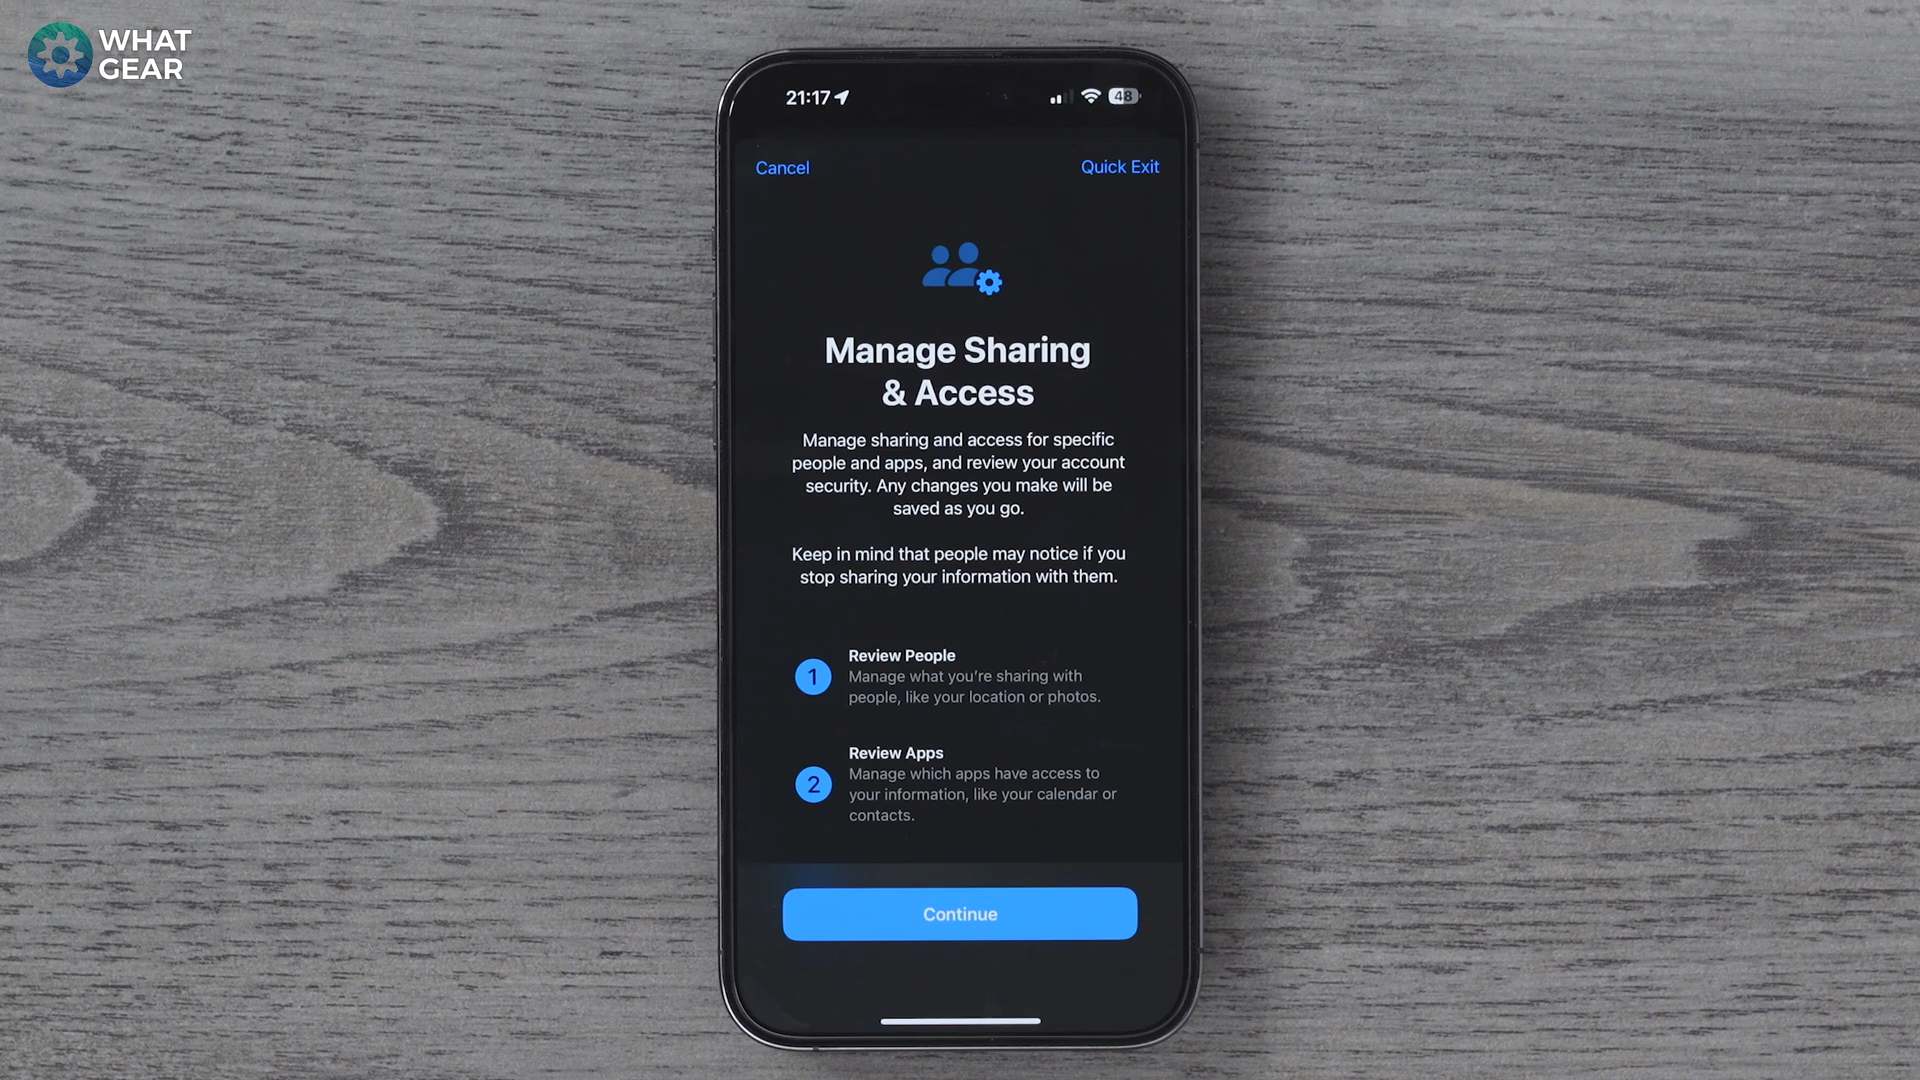 WHAT
GEAR
21:17
48
Cancel
Quick Exit
Manage Sharing
& Access
Manage sharing and access for specific
people and apps, and review your account
security. Any changes you make will be
saved as you go.
Keep in mind that people may notice if you
stop sharing your information with them.
1
Review People
Manage what you're sharing with
people, like your location or photos.
2
Review Apps
Manage which apps have access to
your information, like your calendar or
contacts.
Continue